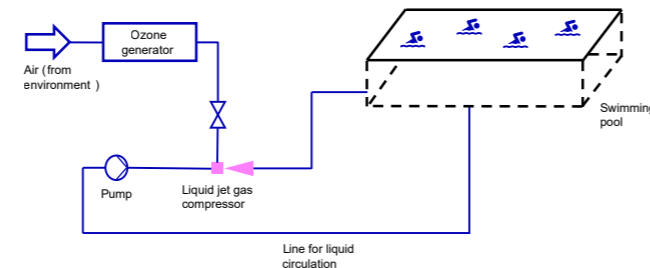 Ozone
generator
Air (from
environment )
Swimming
pool
Pump
Liquid jet gas
compressor
Line for liquid
circulation